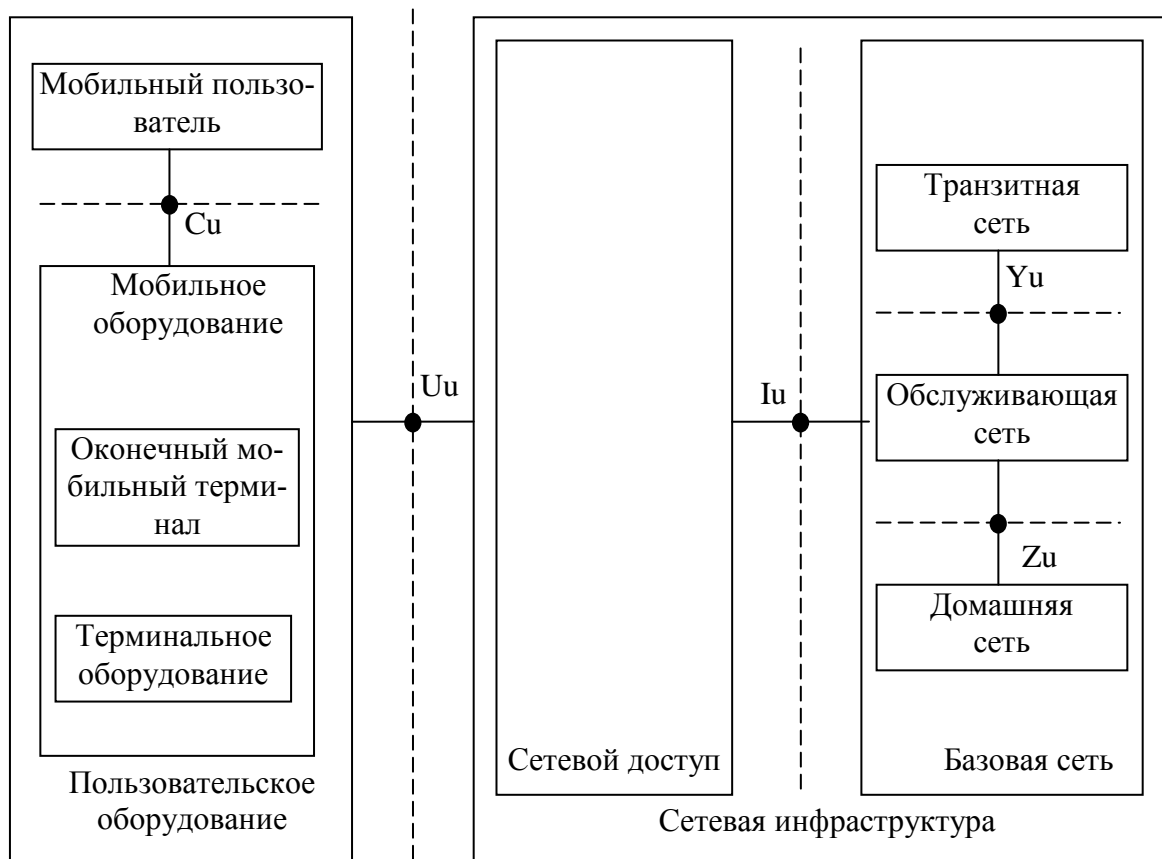 Мобильный пользо-
ватель
Cu
Мобильное
оборудование
Оконечный мо-
бильный терми-
нал
Терминальное
оборудование
Пользовательское
оборудование
Uu
Сетевой доступ
Iu
Транзитная
сеть
Yu
Обслуживающая
сеть
Zu
Домашняя
сеть
Базовая сеть
Сетевая инфраструктура